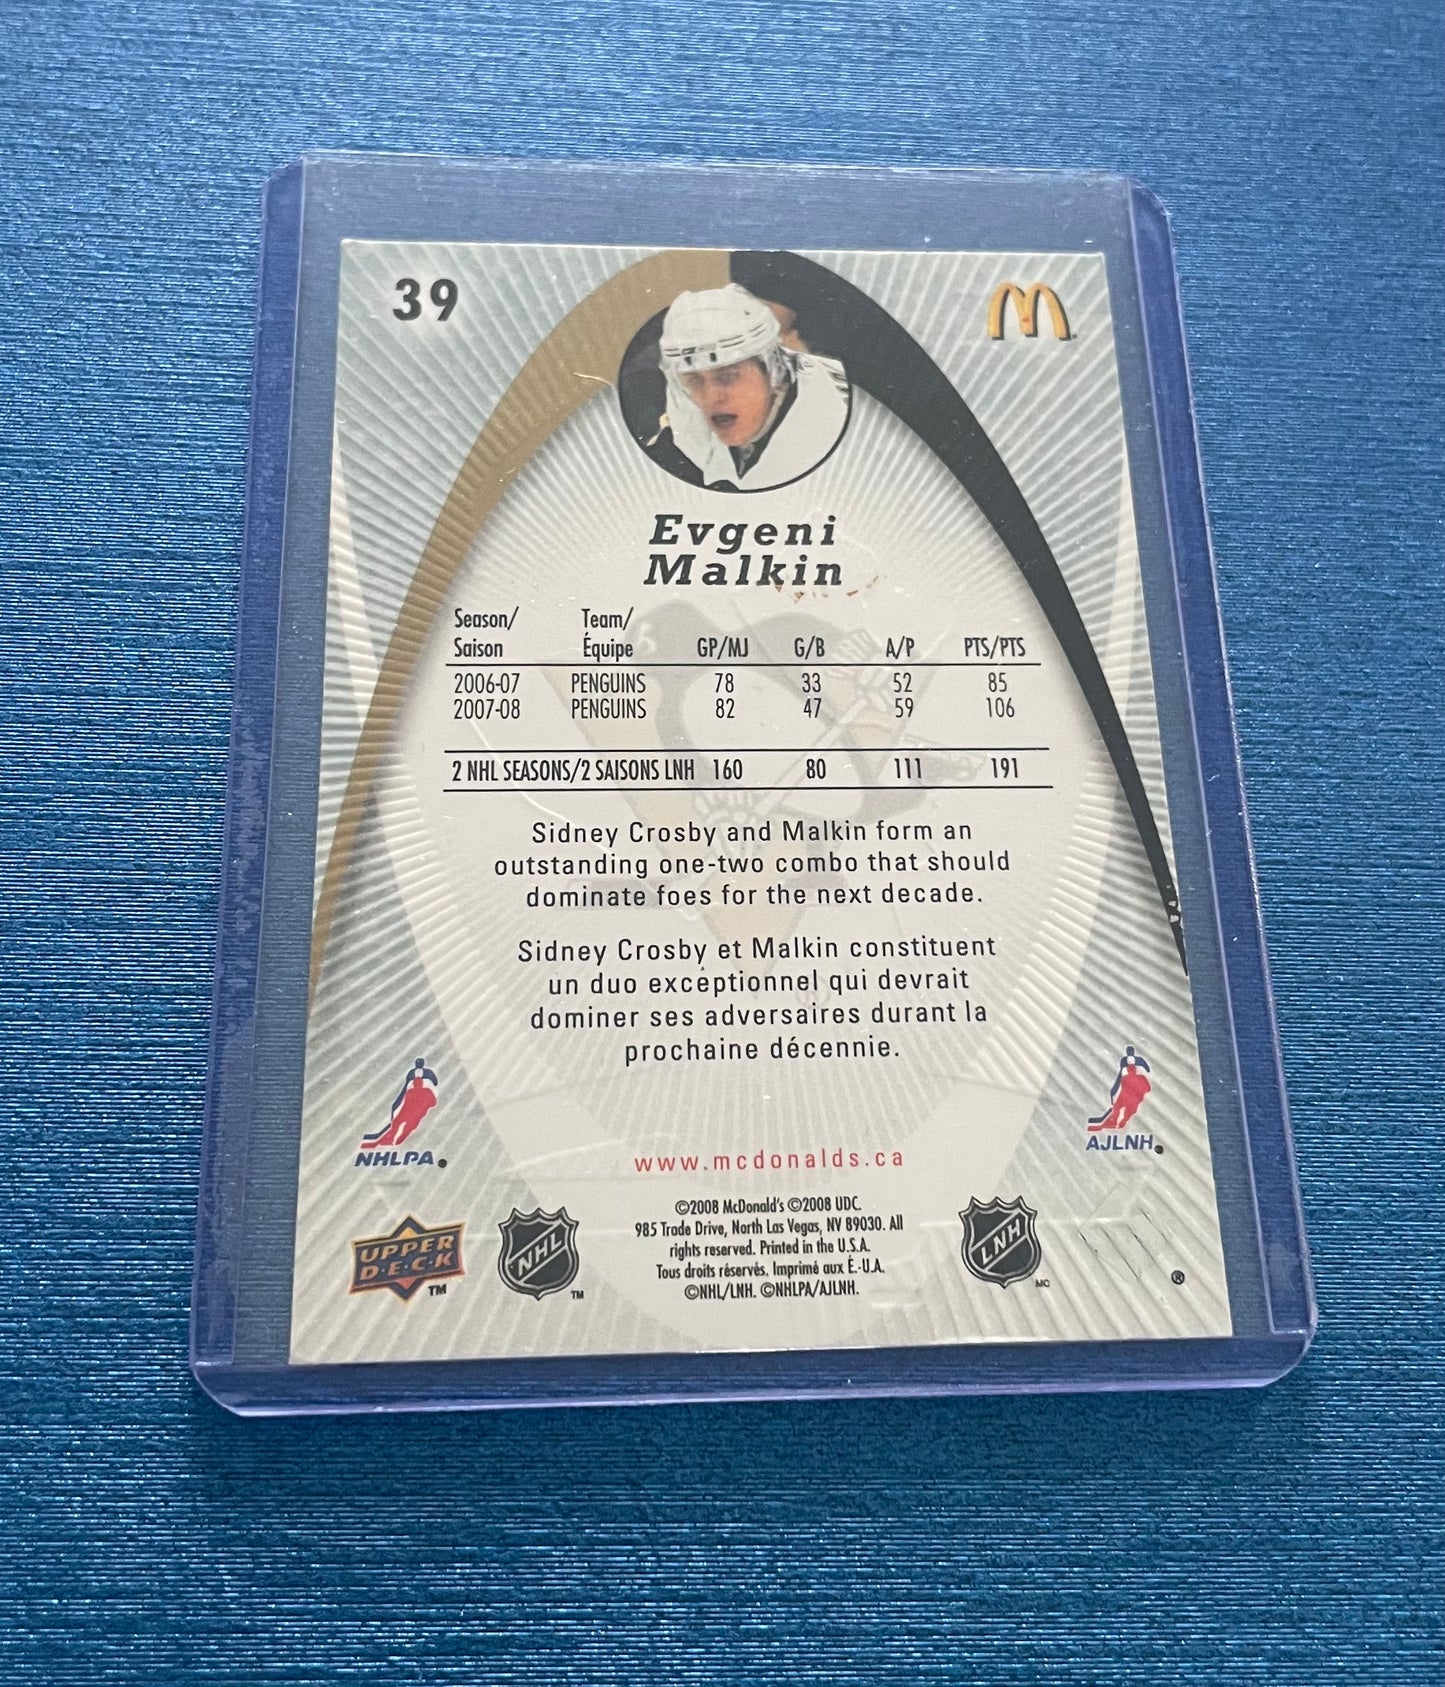 39
Evgeni
Malkin
Season/ Team/
Saison Équipe GP/MJ G/B A/P PTS/PTS
2006-07 PENGUINS 78 33 52 85
2007-08 PENGUINS 82 47 59 106
2 NHL SEASONS/2 SAISONS LNH 160 80 111 191
Sidney Crosby and Malkin form an
outstanding one-two combo that should
dominate foes for the next decade.
Sidney Crosby et Malkin constituent
un duo exceptionnel qui devrait
dominer ses adversaires durant la
prochaine décennie.
NHLPA
AJLNH
www.mcdonalds.ca
©2008 McDonald's ©2008 UDC.
985 Trade Drive, North Las Vegas, NV 89030. All
rights reserved. Printed in the U.S.A.
Tous droits réservés. Imprimé aux É.-U.A.
©NHL/LNH. ©NHLPA/AJLNH.
UPPER
D·E·C·K
TM
NHL
TM
LNH
MC
®